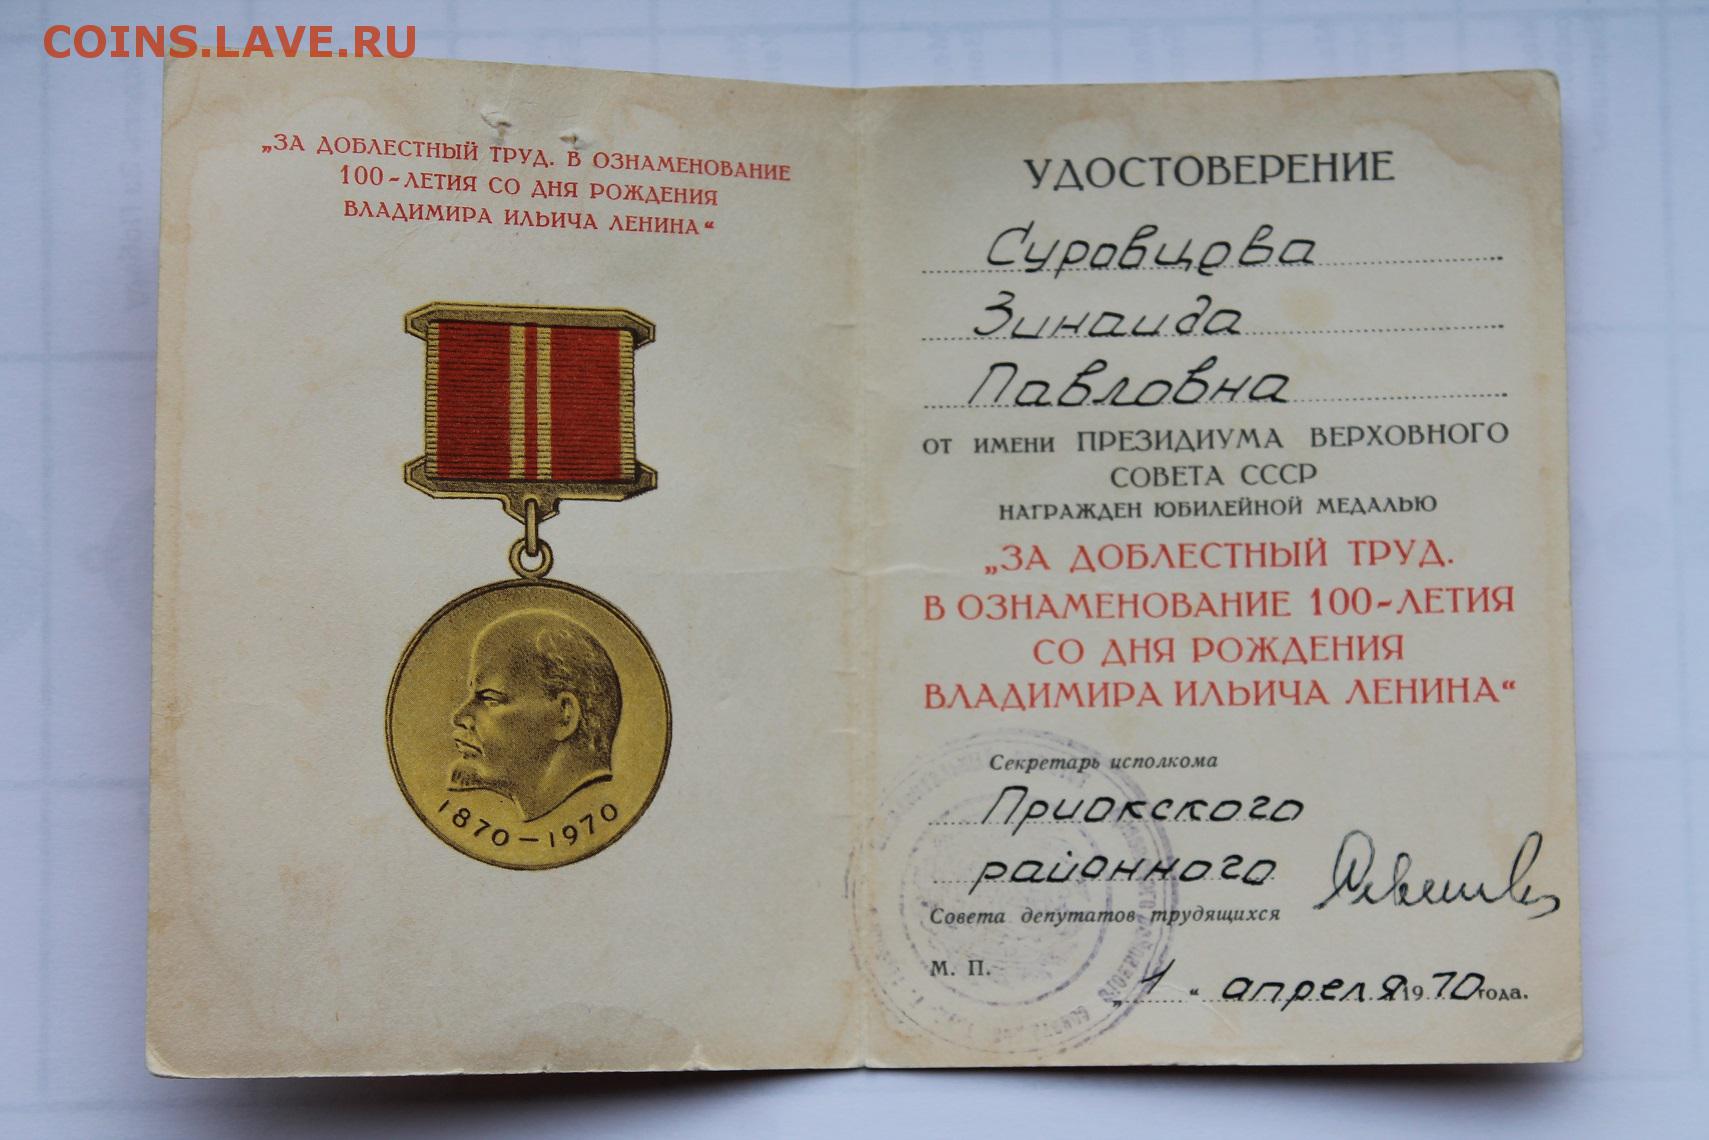 COINS.LAVE.RU
„ЗА ДОБЛЕСТНЫЙ ТРУД. В ОЗНАМЕНОВАНИЕ
100-ЛЕТИЯ СО ДНЯ РОЖДЕНИЯ
ВЛАДИМИРА ИЛЬИЧА ЛЕНИНА“
1870-1970
УДОСТОВЕРЕНИЕ
Суровцева
Зинаида
Павловна
ОТ ИМЕНИ ПРЕЗИДИУМА ВЕРХОВНОГО
СОВЕТА СССР
НАГРАЖДЕН ЮБИЛЕЙНОЙ МЕДАЛЬЮ
„ЗА ДОБЛЕСТНЫЙ ТРУД.
В ОЗНАМЕНОВАНИЕ 100-ЛЕТИЯ
СО ДНЯ РОЖДЕНИЯ
ВЛАДИМИРА ИЛЬИЧА ЛЕНИНА“
Секретарь исполкома
Приокского
районного
Совета депутатов трудящихся
М. П.
„1“ апреля 1970 года.